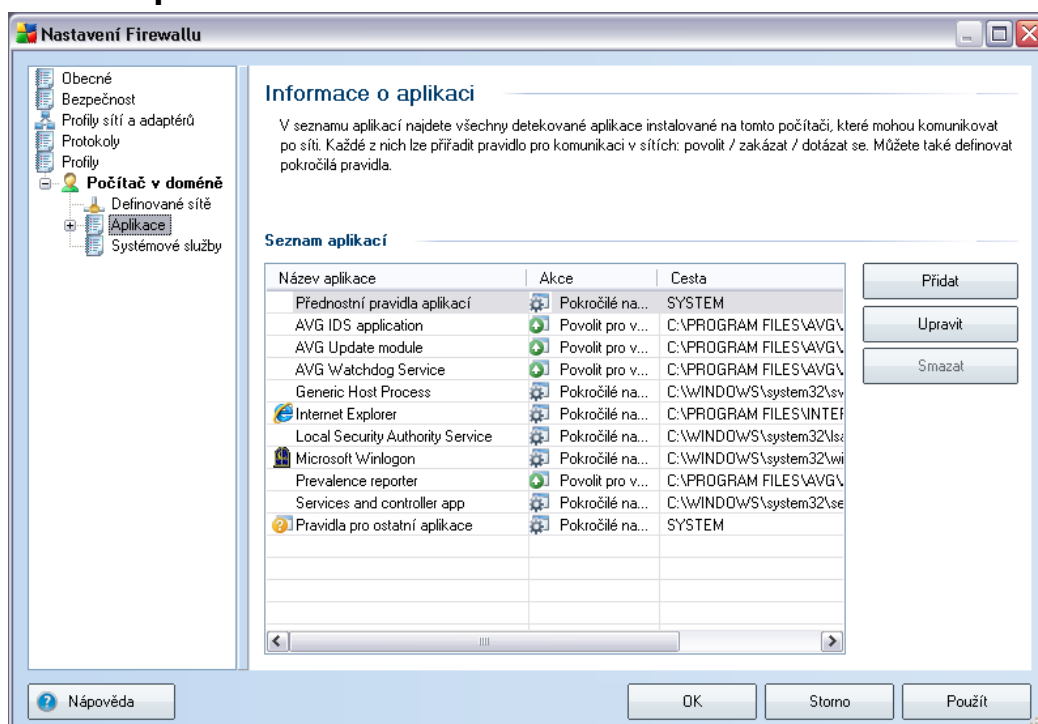 Nastavení Firewallu
Obecné
Bezpečnost
Profily sítí a adaptérů
Protokoly
Profily
Počítač v doméně
Definované sítě
Aplikace
Systémové služby
Informace o aplikaci
V seznamu aplikací najdete všechny detekované aplikace instalované na tomto počítači, které mohou komunikovat
po síti. Každé z nich lze přiřadit pravidlo pro komunikaci v sítích: povolit / zakázat / dotázat se. Můžete také definovat
pokročilá pravidla.
Seznam aplikací
Název aplikace Akce Cesta
Přednostní pravidla aplikací Pokročilé na... SYSTEM
AVG IDS application Povolit pro v... C:\PROGRAM FILES\AVG\
AVG Update module Povolit pro v... C:\PROGRAM FILES\AVG\
AVG Watchdog Service Povolit pro v... C:\PROGRAM FILES\AVG\
Generic Host Process Pokročilé na... C:\WINDOWS\system32\sv
Internet Explorer Pokročilé na... C:\PROGRAM FILES\INTEF
Local Security Authority Service Pokročilé na... C:\WINDOWS\system32\lsa
Microsoft Winlogon Pokročilé na... C:\WINDOWS\system32\wi
Prevalence reporter Povolit pro v... C:\PROGRAM FILES\AVG\
Services and controller app Pokročilé na... C:\WINDOWS\system32\se
Pravidla pro ostatní aplikace Pokročilé na... SYSTEM
Přidat
Upravit
Smazat
Nápověda
OK
Storno
Použít